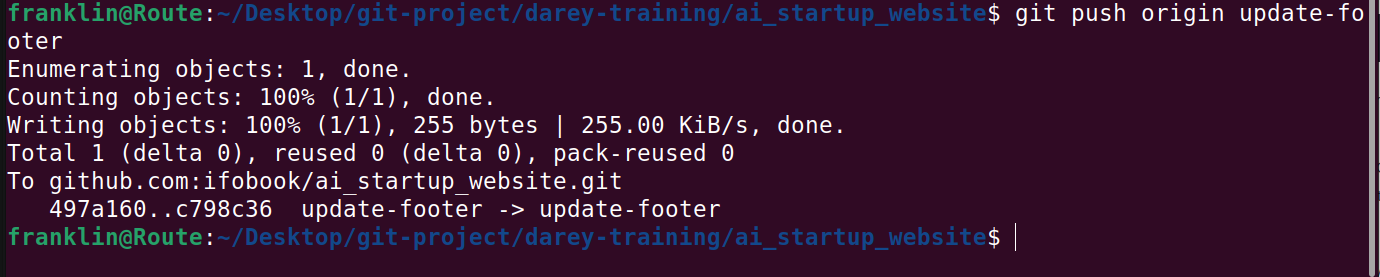 franklin@Route:~/Desktop/git-project/darey-training/ai_startup_website$ git push origin update-fo
oter
Enumerating objects: 1, done.
Counting objects: 100% (1/1), done.
Writing objects: 100% (1/1), 255 bytes | 255.00 KiB/s, done.
Total 1 (delta 0), reused 0 (delta 0), pack-reused 0
To github.com:ifobook/ai_startup_website.git
   497a160..c798c36  update-footer -> update-footer
franklin@Route:~/Desktop/git-project/darey-training/ai_startup_website$